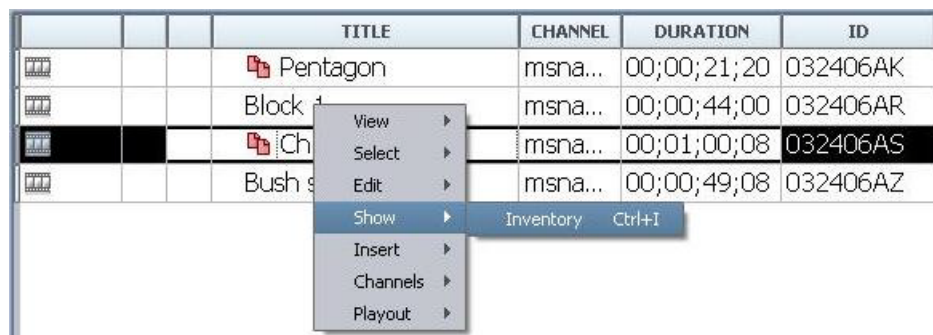 TITLE CHANNEL DURATION ID
Pentagon msna... 00;00;21;20 032406AK
Block msna... 00;00;44;00 032406AR
Ch msna... 00;01;00;08 032406AS
Bush s msna... 00;00;49;08 032406AZ
View
Select
Edit
Show Inventory Ctrl+I
Insert
Channels
Playout